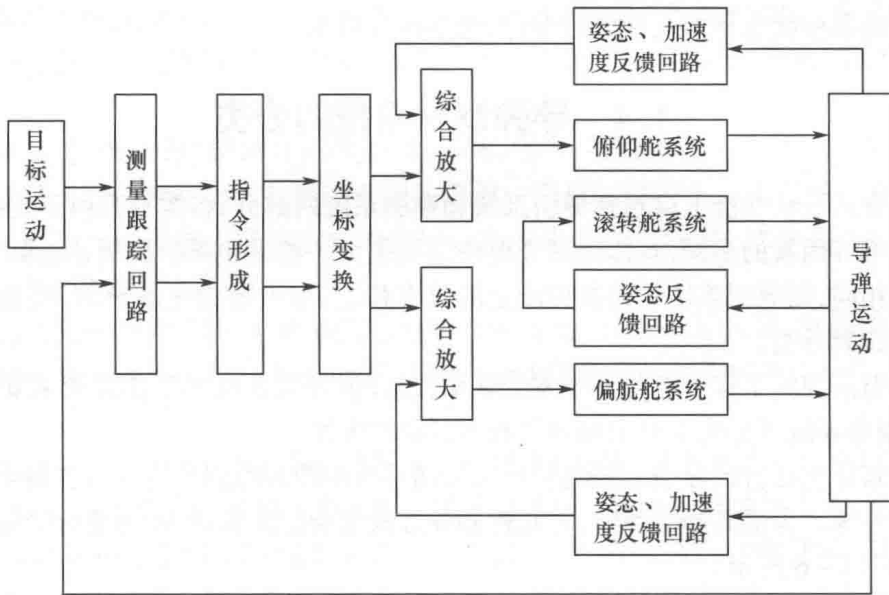 目标运动
测量跟踪回路
指令形成
坐标变换
综合放大
综合放大
姿态、加速
度反馈回路
俯仰舵系统
滚转舵系统
姿态反
馈回路
偏航舵系统
姿态、加速
度反馈回路
导弹运动